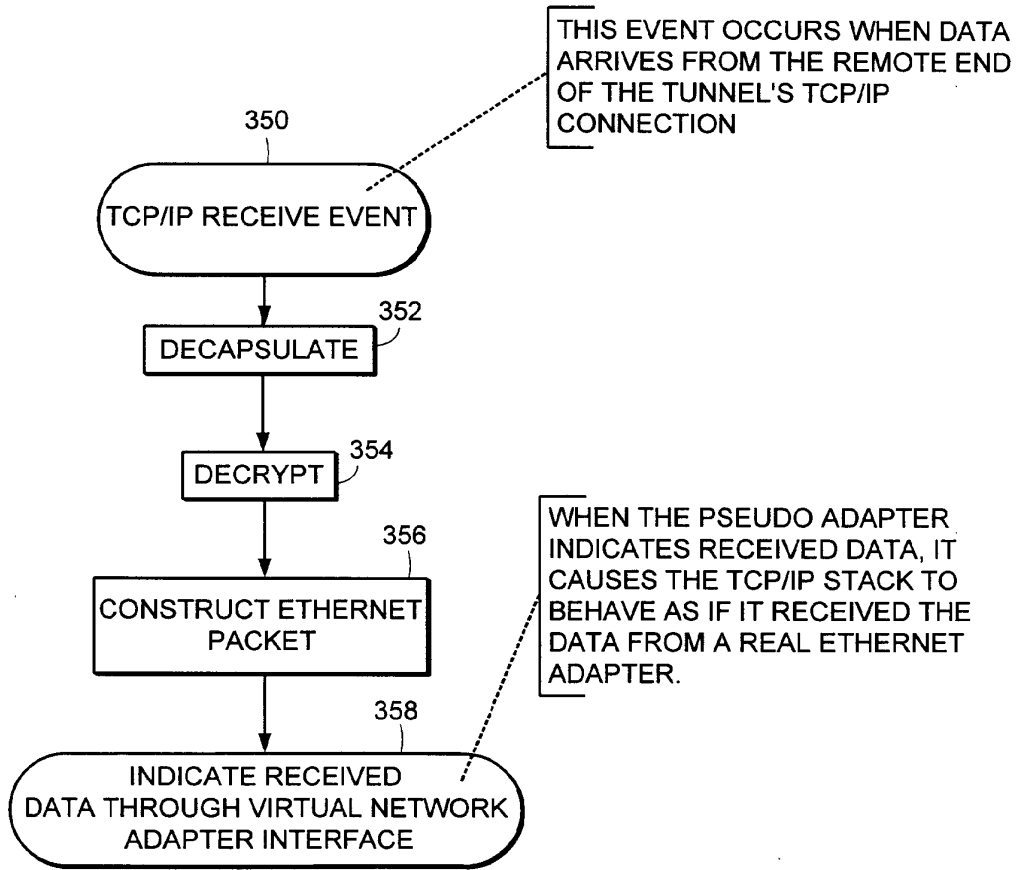 THIS EVENT OCCURS WHEN DATA
ARRIVES FROM THE REMOTE END
OF THE TUNNEL'S TCP/IP
CONNECTION
350
TCP/IP RECEIVE EVENT
352
DECAPSULATE
354
DECRYPT
356
CONSTRUCT ETHERNET
PACKET
WHEN THE PSEUDO ADAPTER
INDICATES RECEIVED DATA, IT
CAUSES THE TCP/IP STACK TO
BEHAVE AS IF IT RECEIVED THE
DATA FROM A REAL ETHERNET
ADAPTER.
358
INDICATE RECEIVED
DATA THROUGH VIRTUAL NETWORK
ADAPTER INTERFACE